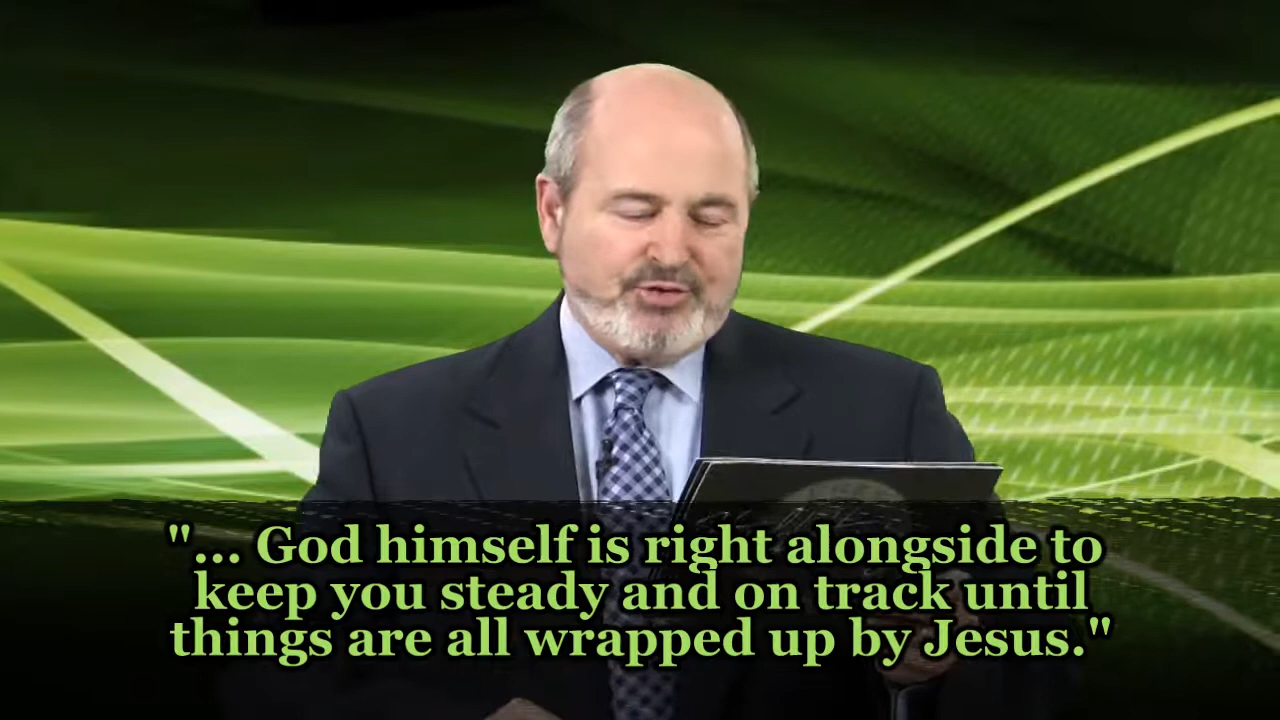 "... God himself is right alongside to
keep you steady and on track until
things are all wrapped up by Jesus."